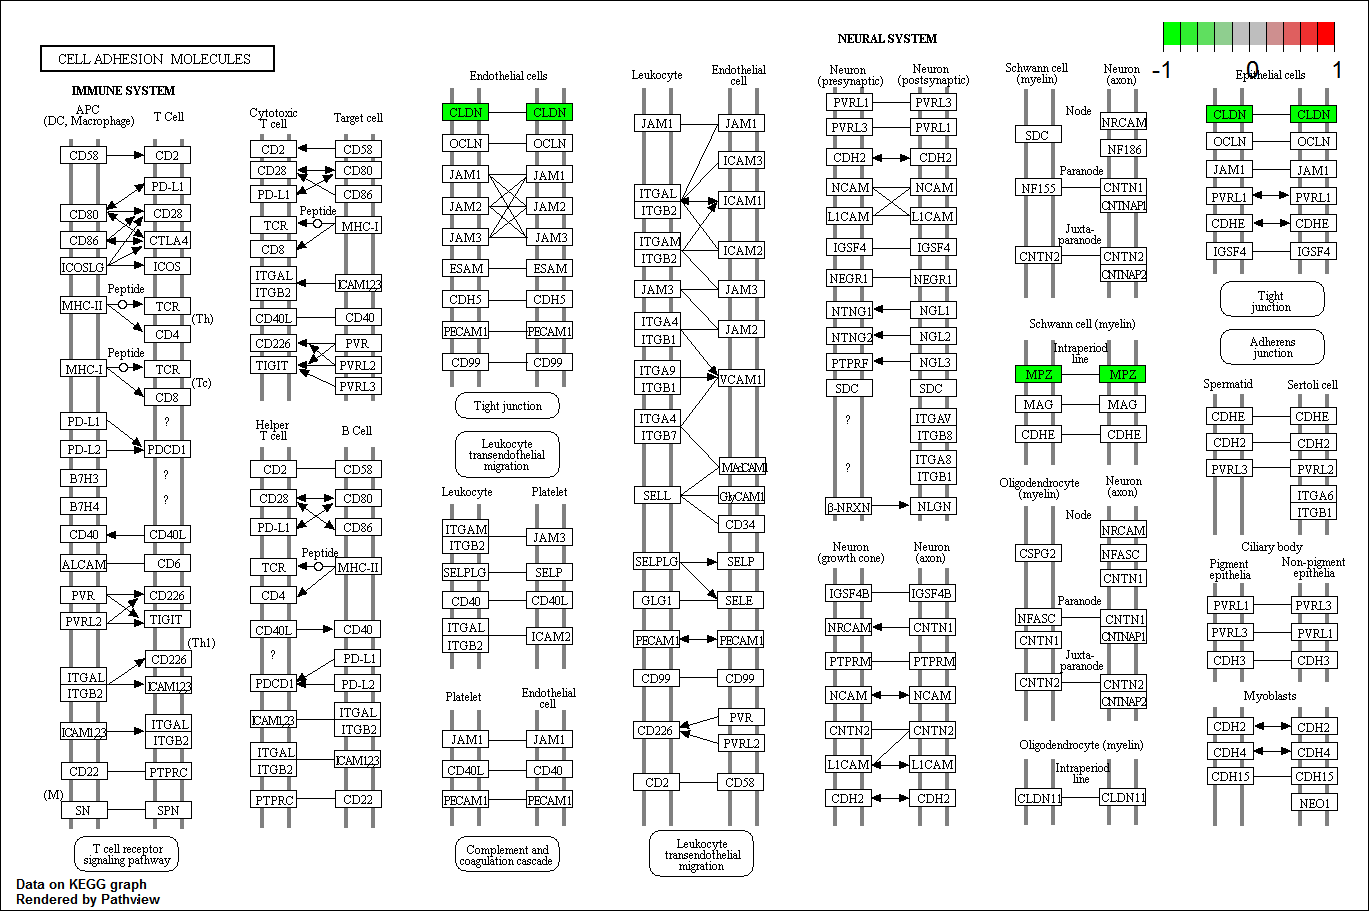 CELL ADHESION MOLECULES
NEURAL SYSTEM
-1
0
1
IMMUNE SYSTEM
APC
(DC, Macrophage)
T Cell
CD58
CD2
PD-L1
CD80
CD28
CD86
CTLA4
ICOSLG
ICOS
Peptide
MHC-II
TCR
(Th)
CD4
Peptide
MHC-I
TCR
(Tc)
CD8
PD-L1
?
PD-L2
PDCD1
B7H3
?
B7H4
?
CD40
CD40L
ALCAM
CD6
PVR
CD226
PVRL2
TIGIT
(Th1)
CD226
ITGAL
ITGB2
ICAM123
ICAM123
ITGAL
ITGB2
CD22
PTPRC
(M)
SN
SPN
T cell receptor
signaling pathway
Cytotoxic
T cell
Target cell
CD2
CD58
CD28
CD80
PD-L1
CD86
Peptide
TCR
MHC-I
CD8
ITGAL
ITGB2
ICAM123
CD40L
CD40
CD226
PVR
TIGIT
PVRL2
PVRL3
Helper
T cell
B Cell
CD2
CD58
CD28
CD80
PD-L1
CD86
Peptide
TCR
MHC-II
CD4
CD40L
CD40
?
PD-L1
PDCD1
PD-L2
ICAM123
ITGAL
ITGB2
ITGAL
ITGB2
ICAM123
PTPRC
CD22
Endothelial cells
CLDN
CLDN
OCLN
OCLN
JAM1
JAM1
JAM2
JAM2
JAM3
JAM3
ESAM
ESAM
CDH5
CDH5
PECAM1
PECAM1
CD99
CD99
Tight junction
Leukocyte
transendothelial
migration
Leukocyte
Platelet
ITGAM
ITGB2
JAM3
SELPLG
SELP
CD40
CD40L
ITGAL
ITGB2
ICAM2
Platelet
Endothelial
cell
JAM1
JAM1
CD40L
CD40
PECAM1
PECAM1
Complement and
coagulation cascade
Leukocyte
Endothelial
cell
JAM1
JAM1
ICAM3
ITGAL
ITGB2
ICAM1
ITGAM
ITGB2
ICAM2
JAM3
JAM3
ITGA4
ITGB1
JAM2
ITGA9
ITGB1
VCAM1
ITGA4
ITGB7
MAdCAM1
SELL
GlyCAM1
CD34
SELPLG
SELP
GLG1
SELE
PECAM1
PECAM1
CD99
CD99
CD226
PVR
PVRL2
CD2
CD58
Leukocyte
transendothelial
migration
Neuron
(presynaptic)
Neuron
(postsynaptic)
PVRL1
PVRL3
PVRL3
PVRL1
CDH2
CDH2
NCAM
NCAM
L1CAM
L1CAM
IGSF4
IGSF4
NEGR1
NEGR1
NTNG1
NGL1
NTNG2
NGL2
PTPRF
NGL3
SDC
SDC
?
ITGAV
ITGB8
?
ITGA8
ITGB1
β-NRXN
NLGN
Neuron
(growth cone)
Neuron
(axon)
IGSF4B
IGSF4B
NRCAM
CNTN1
PTPRM
PTPRM
NCAM
NCAM
CNTN2
CNTN2
L1CAM
L1CAM
CDH2
CDH2
Schwann cell
(myelin)
Neuron
(axon)
Node
NRCAM
SDC
NF186
Paranode
NF155
CNTN1
CNTNAP1
Juxta-
paranode
CNTN2
CNTN2
CNTNAP2
Schwann cell (myelin)
Intraperiod
line
MPZ
MPZ
MAG
MAG
CDHE
CDHE
Oligodendrocyte
(myelin)
Neuron
(axon)
Node
NRCAM
CSPG2
NFASC
CNTN1
Paranode
NFASC
CNTN1
CNTN1
CNTNAP1
Juxta-
paranode
CNTN2
CNTN2
CNTNAP2
Oligodendrocyte (myelin)
Intraperiod
line
CLDN11
CLDN11
Epithelial cells
CLDN
CLDN
OCLN
OCLN
JAM1
JAM1
PVRL1
PVRL1
CDHE
CDHE
IGSF4
IGSF4
Tight
junction
Adherens
junction
Spermatid
Sertoli cell
CDHE
CDHE
CDH2
CDH2
PVRL3
PVRL2
ITGA6
ITGB1
Ciliary body
Pigment
epithelia
Non-pigment
epithelia
PVRL1
PVRL3
PVRL3
PVRL1
CDH3
CDH3
Myoblasts
CDH2
CDH2
CDH4
CDH4
CDH15
CDH15
NEO1
Data on KEGG graph
Rendered by Pathview